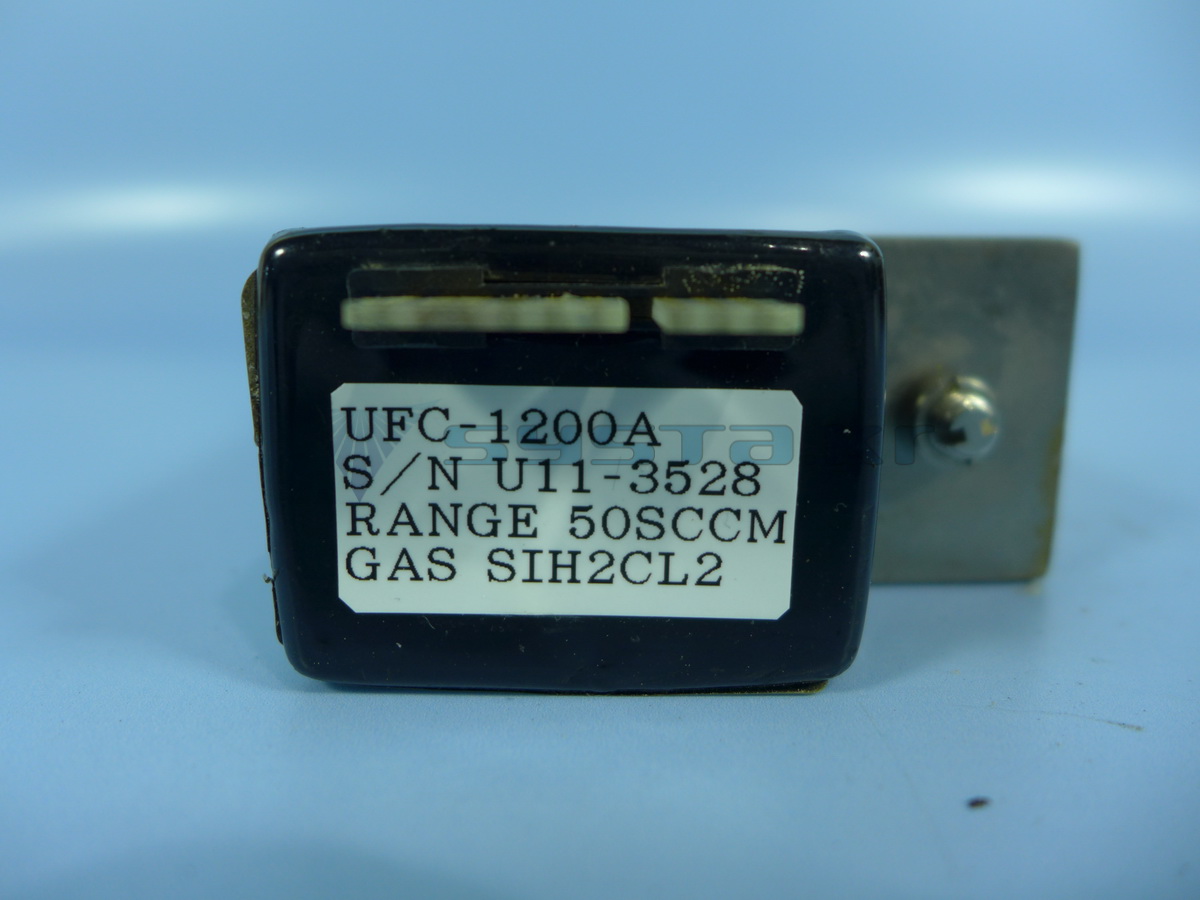 UFC-1200A
S/N U11-3528
RANGE 50SCCM
GAS SIH2CL2